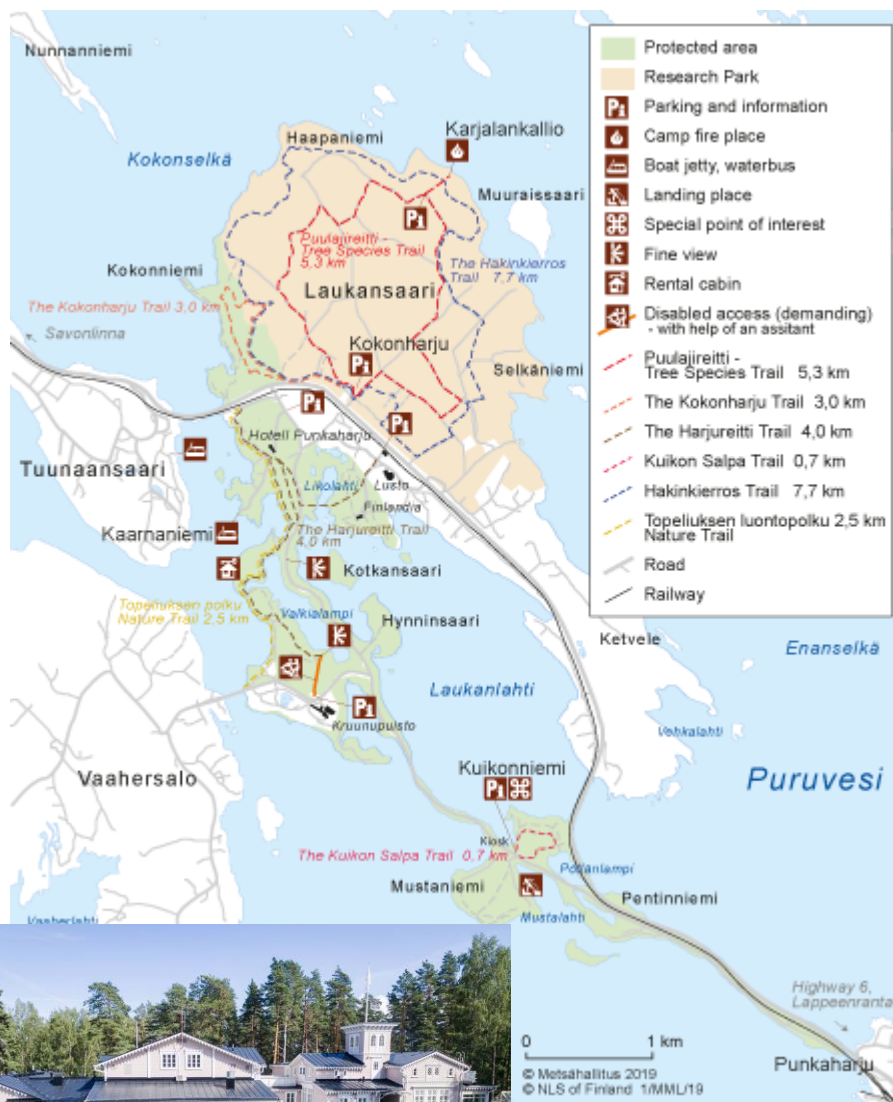 Nunnanniemi
Kokonselkä
Haapaniemi
Karjalankallio
Muuraissaari
Puulajireitti -
Tree Species Trail
5,3 km
The Hakinkierros
Trail 7,7 km
Kokonniemi
Laukansaari
The Kokonharju Trail 3,0 km
Savonlinna
Kokonharju
Selkäniemi
Hotell Punkaharju
Tuunaansaari
Likolahti
Lusto
Finlandia
Kaarnaniemi
The Harjureitti Trail
4,0 km
Kotkansaari
Topeliuksen polku
Nature Trail 2,5 km
Valkialampi
Hynninsaari
Ketvele
Enanselkä
Laukanlahti
Kruunupuisto
Vehkalahti
Vaahersalo
Kuikonniemi
Puruvesi
Kiosk
The Kuikon Salpa Trail 0,7 km
Mustaniemi
Pentinniemi
Mustalahti
Highway 6,
Lappeenranta
Punkaharju
Protected area
Research Park
Pi Parking and information
Camp fire place
Boat jetty, waterbus
Landing place
Special point of interest
Fine view
Rental cabin
Disabled access (demanding)
- with help of an assitant
Puulajireitti -
Tree Species Trail 5,3 km
The Kokonharju Trail 3,0 km
The Harjureitti Trail 4,0 km
Kuikon Salpa Trail 0,7 km
Hakinkierros Trail 7,7 km
Topeliuksen luontopolku 2,5 km
Nature Trail
Road
Railway
0 1 km
© Metsähallitus 2019
© NLS of Finland 1/MML/19